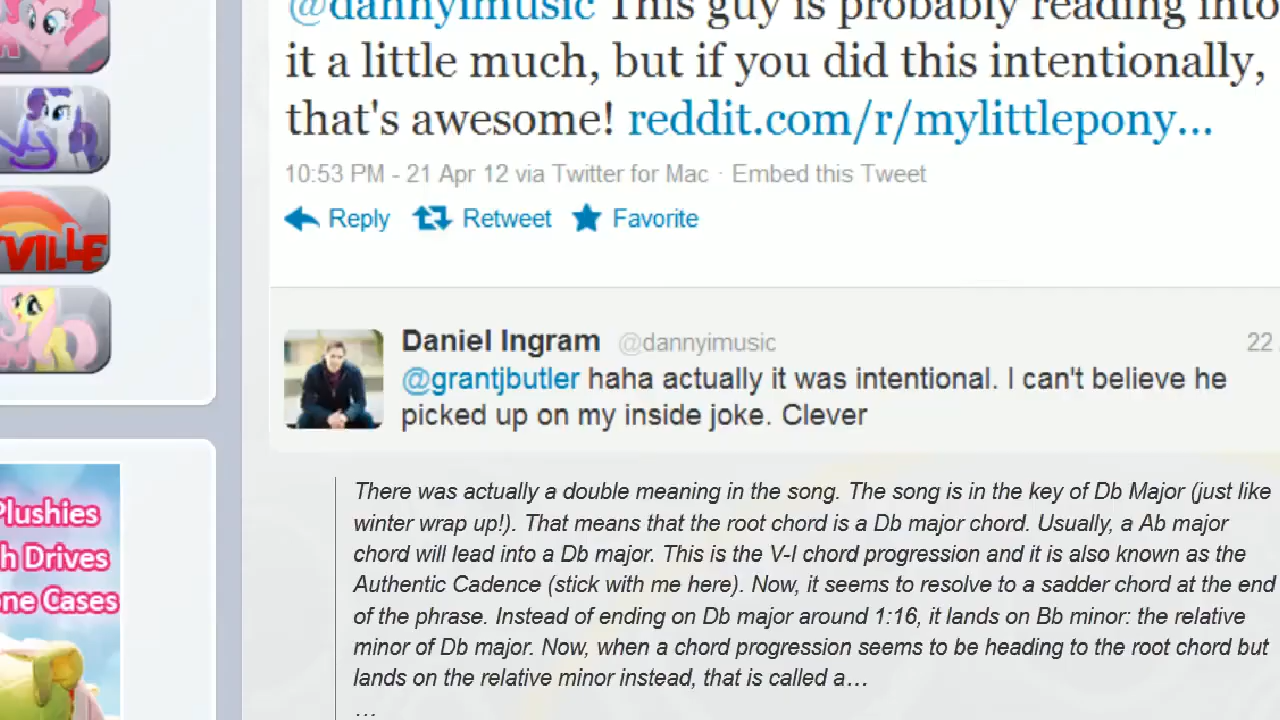 @dannyimusic This guy is probably reading into
it a little much, but if you did this intentionally,
that's awesome! reddit.com/r/mylittlepony...
10:53 PM - 21 Apr 12 via Twitter for Mac · Embed this Tweet
Reply Retweet Favorite
VILLE
Daniel Ingram @dannyimusic 22
@grantjbutler haha actually it was intentional. I can't believe he
picked up on my inside joke. Clever
Plushies
h Drives
ne Cases
There was actually a double meaning in the song. The song is in the key of Db Major (just like
winter wrap up!). That means that the root chord is a Db major chord. Usually, a Ab major
chord will lead into a Db major. This is the V-I chord progression and it is also known as the
Authentic Cadence (stick with me here). Now, it seems to resolve to a sadder chord at the end
of the phrase. Instead of ending on Db major around 1:16, it lands on Bb minor: the relative
minor of Db major. Now, when a chord progression seems to be heading to the root chord but
lands on the relative minor instead, that is called a...
...